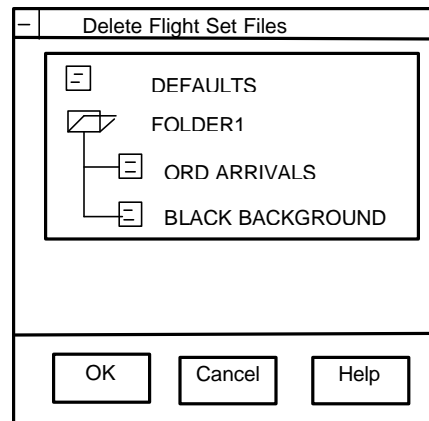 Delete Flight Set Files
DEFAULTS
FOLDER1
ORD ARRIVALS
BLACK BACKGROUND
OK Cancel Help